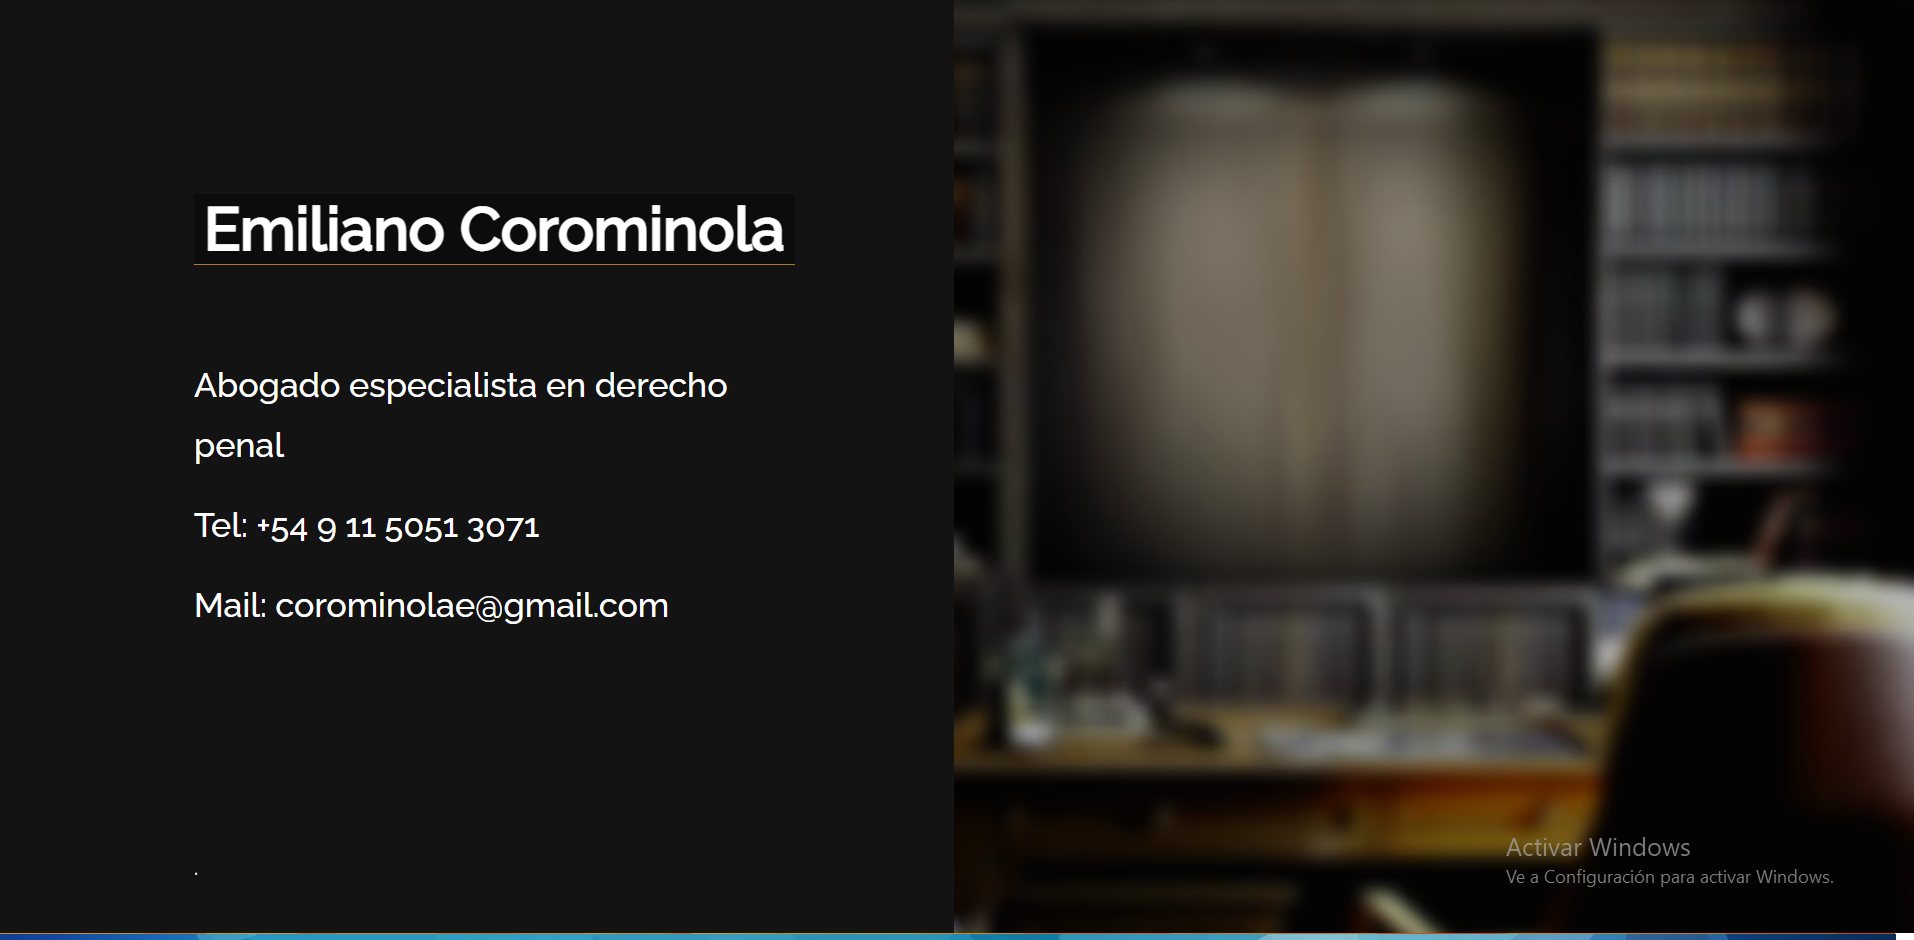 Emiliano Corominola
Abogado especialista en derecho
penal
Tel: +54 9 11 5051 3071
Mail: corominolae@gmail.com
.
Activar Windows
Ve a Configuración para activar Windows.